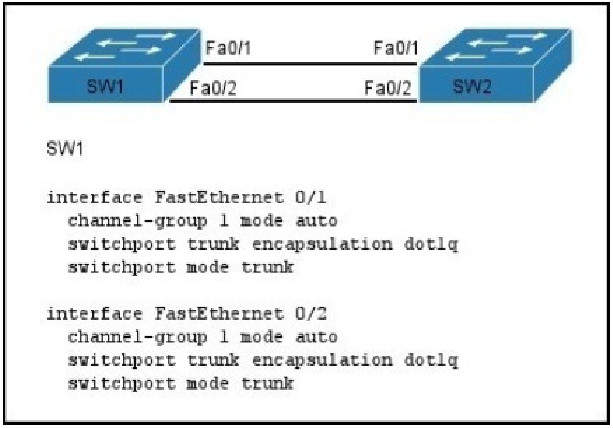 Fa0/1 Fa0/1
SW1 Fa0/2 Fa0/2 SW2
SW1
interface FastEthernet 0/1
channel-group 1 mode auto
switchport trunk encapsulation dot1q
switchport mode trunk
interface FastEthernet 0/2
channel-group 1 mode auto
switchport trunk encapsulation dot1q
switchport mode trunk